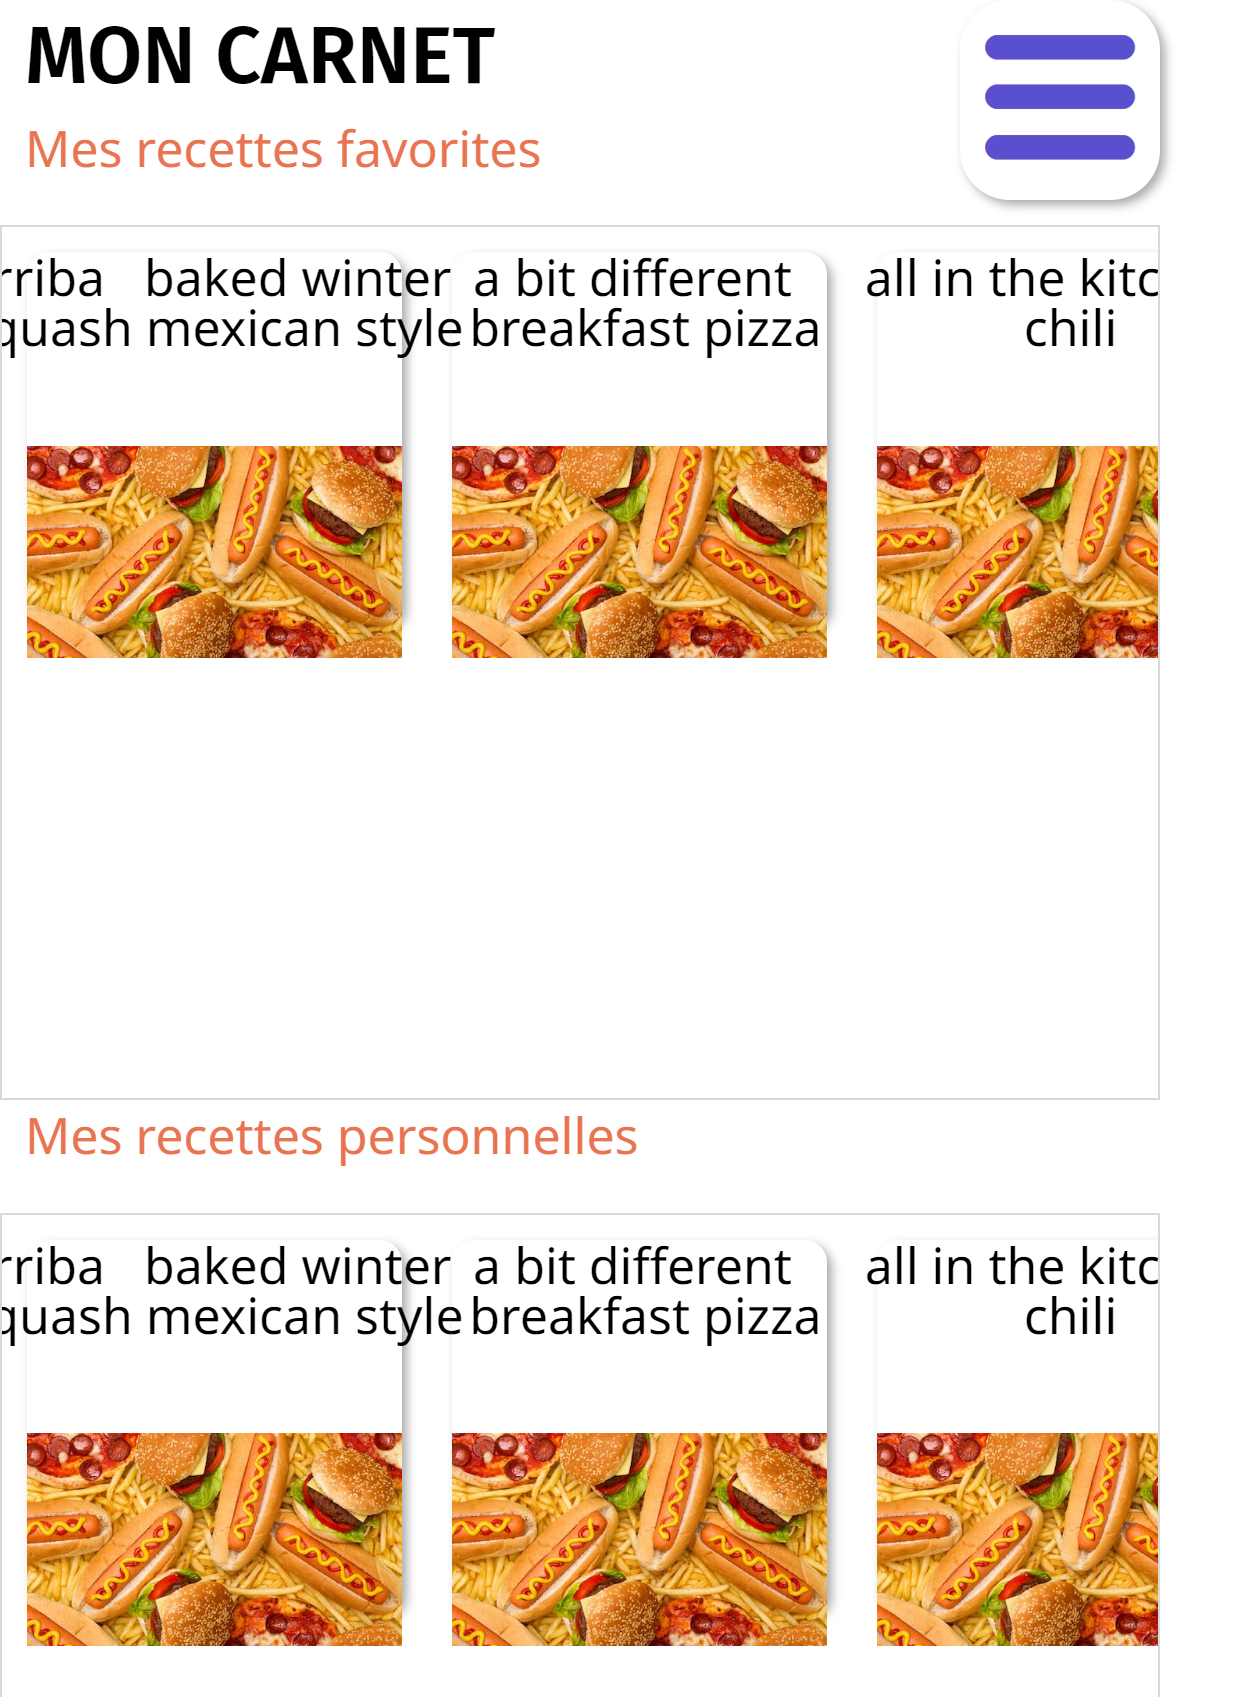 MON CARNET
Mes recettes favorites
rriba baked winter
quash mexican style
a bit different
breakfast pizza
all in the kitc
chili
Mes recettes personnelles
rriba baked winter
quash mexican style
a bit different
breakfast pizza
all in the kitc
chili